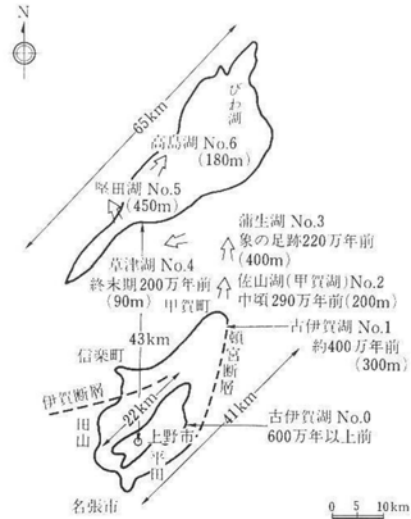 N
びわ湖
65km
高島湖 No.6
(180m)
堅田湖 No.5
(450m)
蒲生湖 No.3
象の足跡220万年前
(400m)
草津湖 No.4
終末期200万年前
(90m)
佐山湖(甲賀湖)No.2
中頃290万年前(200m)
甲賀町
古伊賀湖 No.1
約400万年前
(300m)
43km
信楽町
頓宮断層
伊賀断層
22km
41km
古伊賀湖 No.0
600万年以上前
上野市
旧山
平田
名張市
0 5 10km